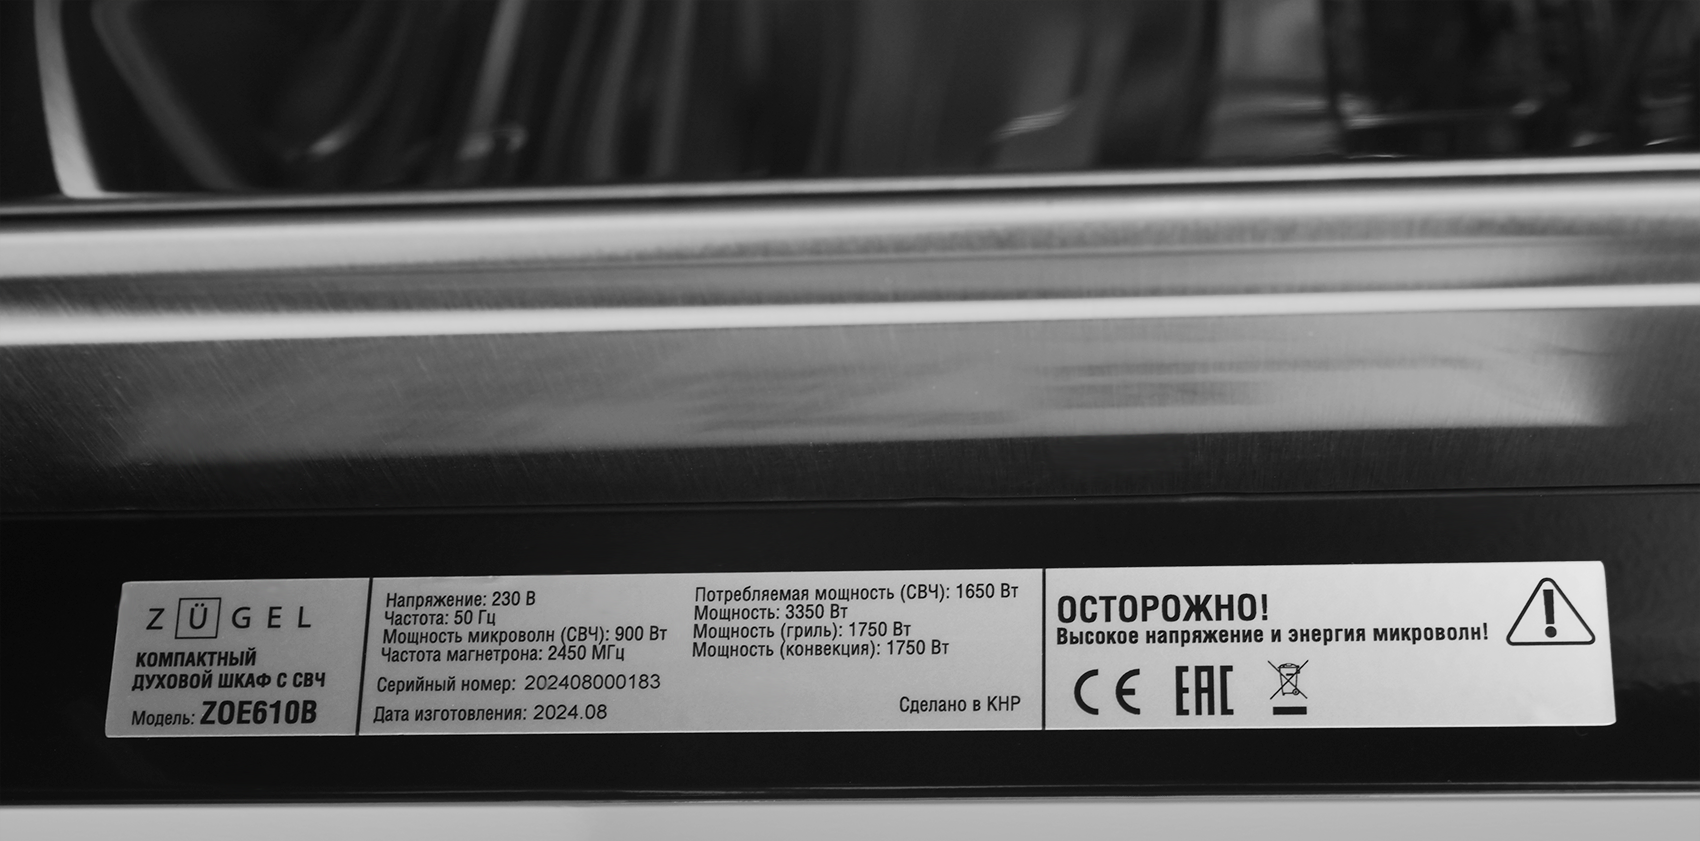 ZÜGEL
КОМПАКТНЫЙ
ДУХОВОЙ ШКАФ С СВЧ
Модель: ZOE610B
Напряжение: 230 В
Частота: 50 Гц
Мощность микроволн (СВЧ): 900 Вт
Частота магнетрона: 2450 МГц
Серийный номер: 202408000183
Дата изготовления: 2024.08
Потребляемая мощность (СВЧ): 1650 Вт
Мощность: 3350 Вт
Мощность (гриль): 1750 Вт
Мощность (конвекция): 1750 Вт
Сделано в КНР
ОСТОРОЖНО!
Высокое напряжение и энергия микроволн!
CE EAC